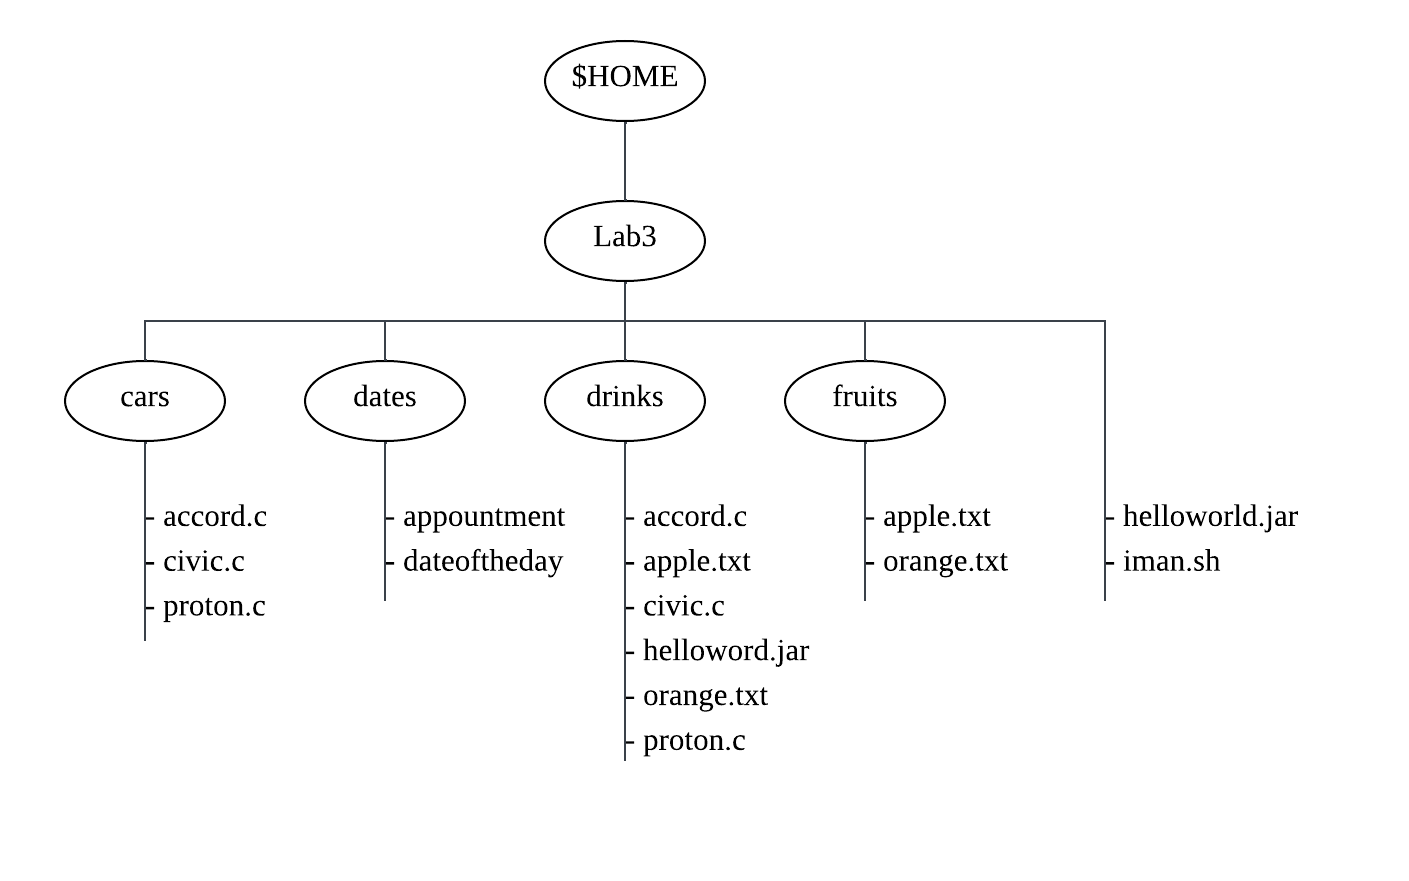 $HOME
Lab3
cars
dates
drinks
fruits
- accord.c
- civic.c
- proton.c
- appountment
- dateoftheday
- accord.c
- apple.txt
- civic.c
- helloword.jar
- orange.txt
- proton.c
- apple.txt
- orange.txt
- helloworld.jar
- iman.sh